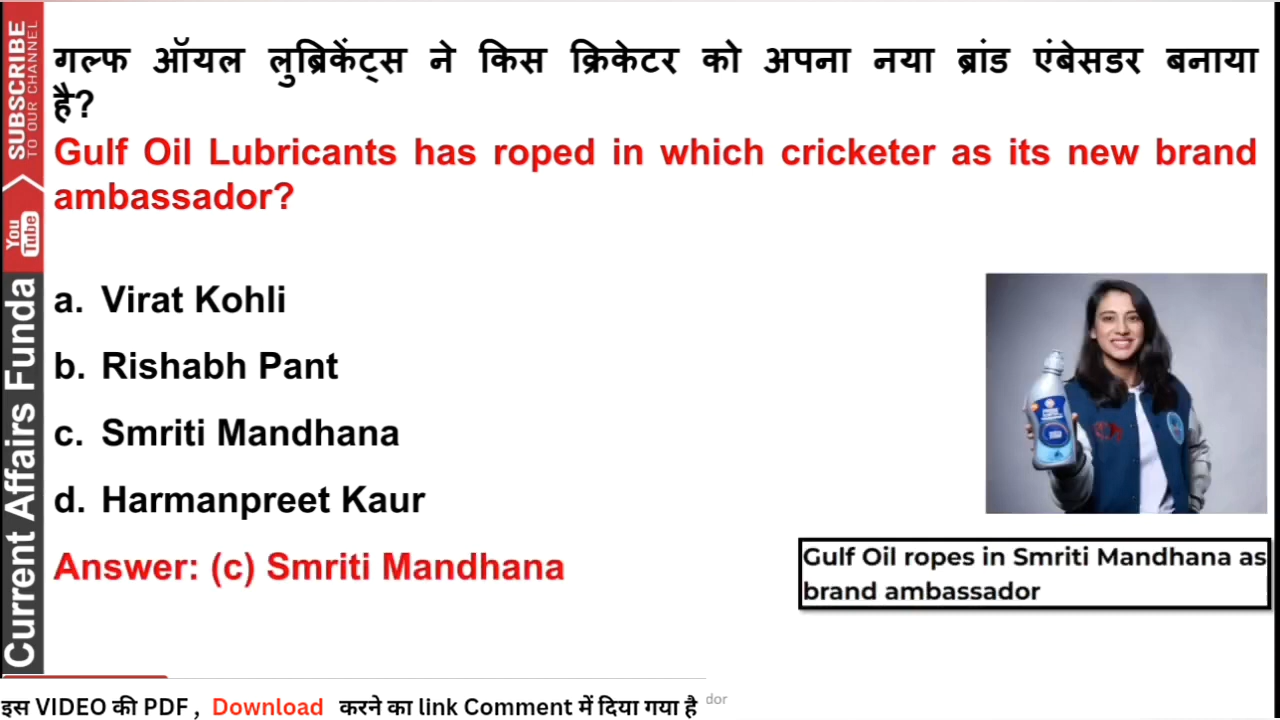 SUBSCRIBE
TO OUR CHANNEL
You
Tube
Current Affairs Funda
गल्फ ऑयल लुब्रिकेंट्स ने किस क्रिकेटर को अपना नया ब्रांड एंबेसडर बनाया
है?
Gulf Oil Lubricants has roped in which cricketer as its new brand
ambassador?
a. Virat Kohli
b. Rishabh Pant
c. Smriti Mandhana
d. Harmanpreet Kaur
Answer: (c) Smriti Mandhana
Gulf Oil ropes in Smriti Mandhana as
brand ambassador
इस VIDEO की PDF , Download करने का link Comment में दिया गया है
dor